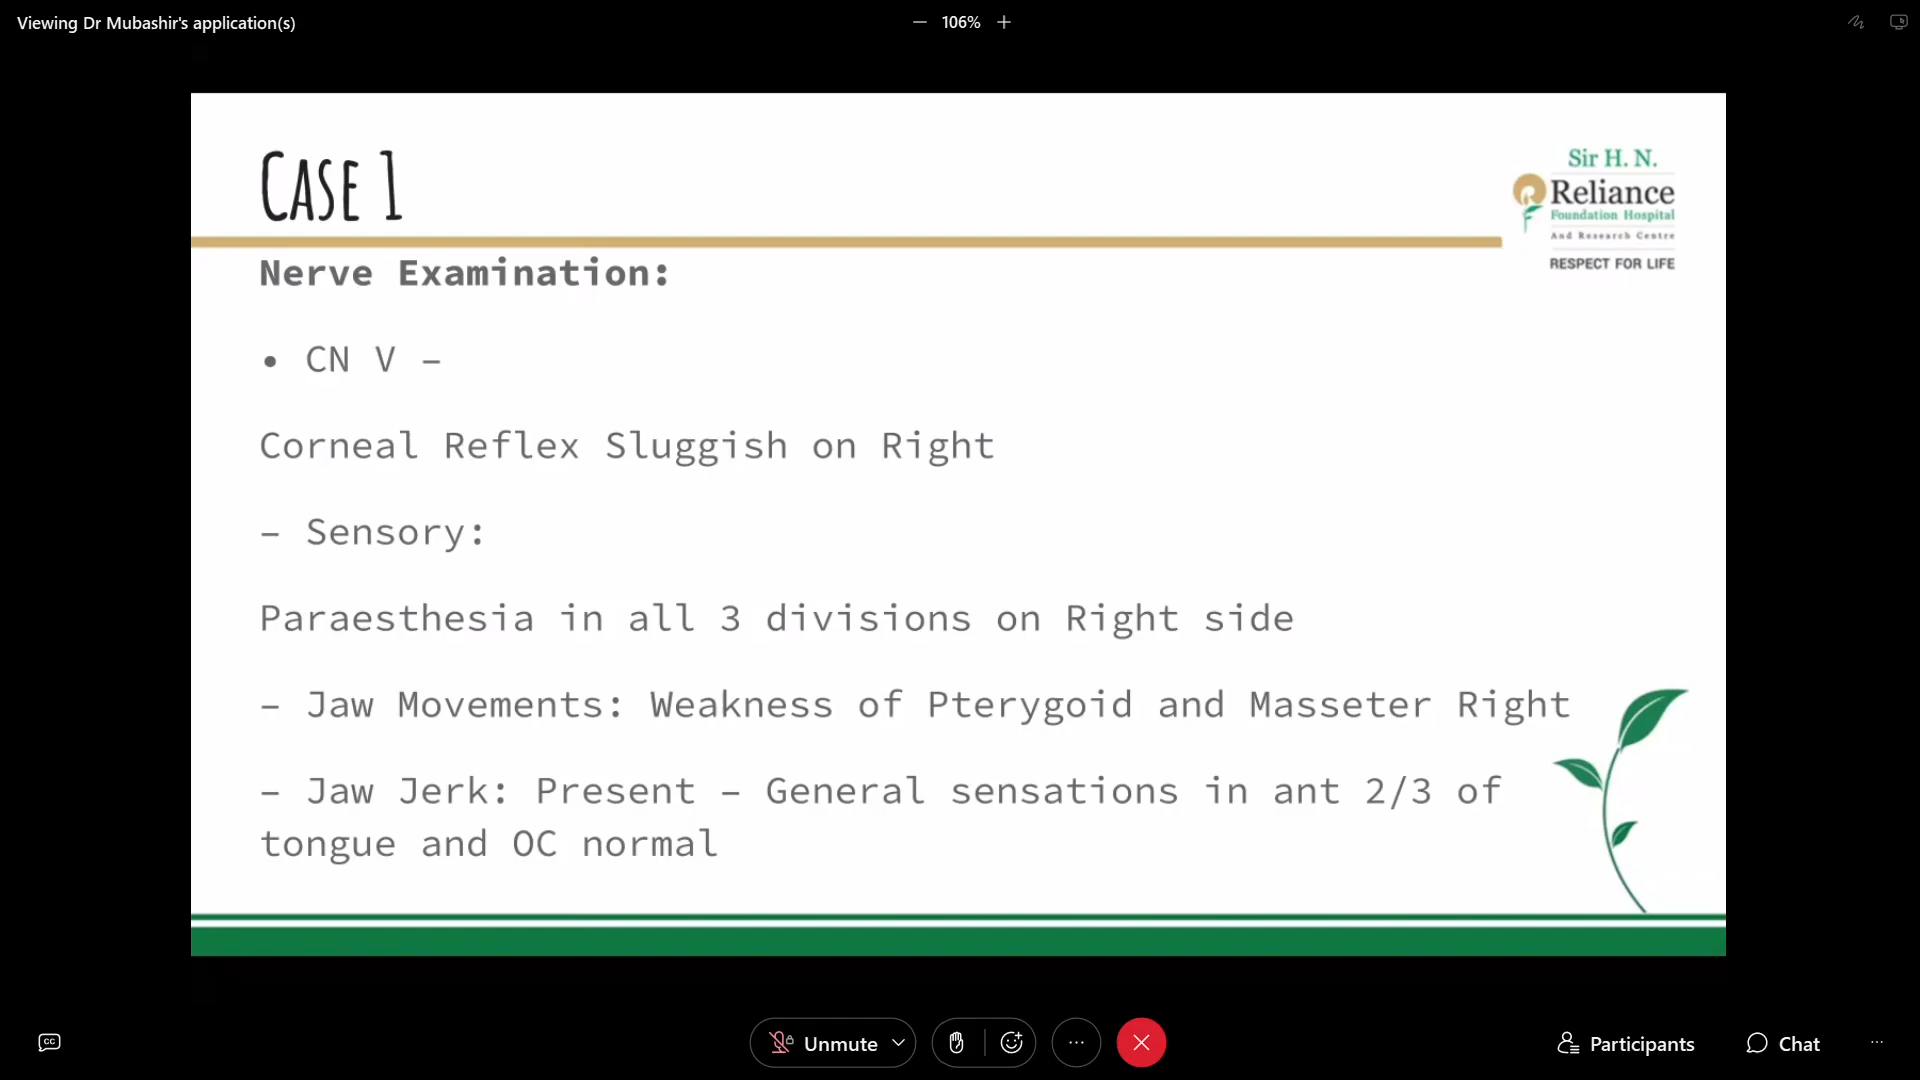 Viewing Dr Mubashir's application(s)
106%
CASE 1
Sir H. N.
Reliance
Foundation Hospital
And Research Centre
RESPECT FOR LIFE
Nerve Examination:
• CN V –
Corneal Reflex Sluggish on Right
– Sensory:
Paraesthesia in all 3 divisions on Right side
– Jaw Movements: Weakness of Pterygoid and Masseter Right
– Jaw Jerk: Present – General sensations in ant 2/3 of
tongue and OC normal
CC
Unmute
Participants
Chat